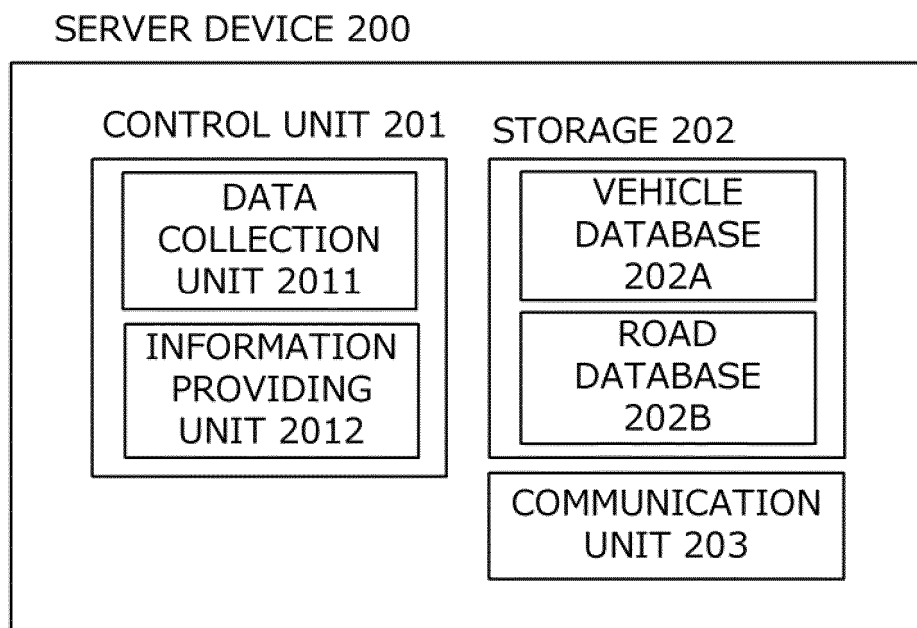 SERVER DEVICE 200
CONTROL UNIT 201
DATA
COLLECTION
UNIT 2011
INFORMATION
PROVIDING
UNIT 2012
STORAGE 202
VEHICLE
DATABASE
202A
ROAD
DATABASE
202B
COMMUNICATION
UNIT 203